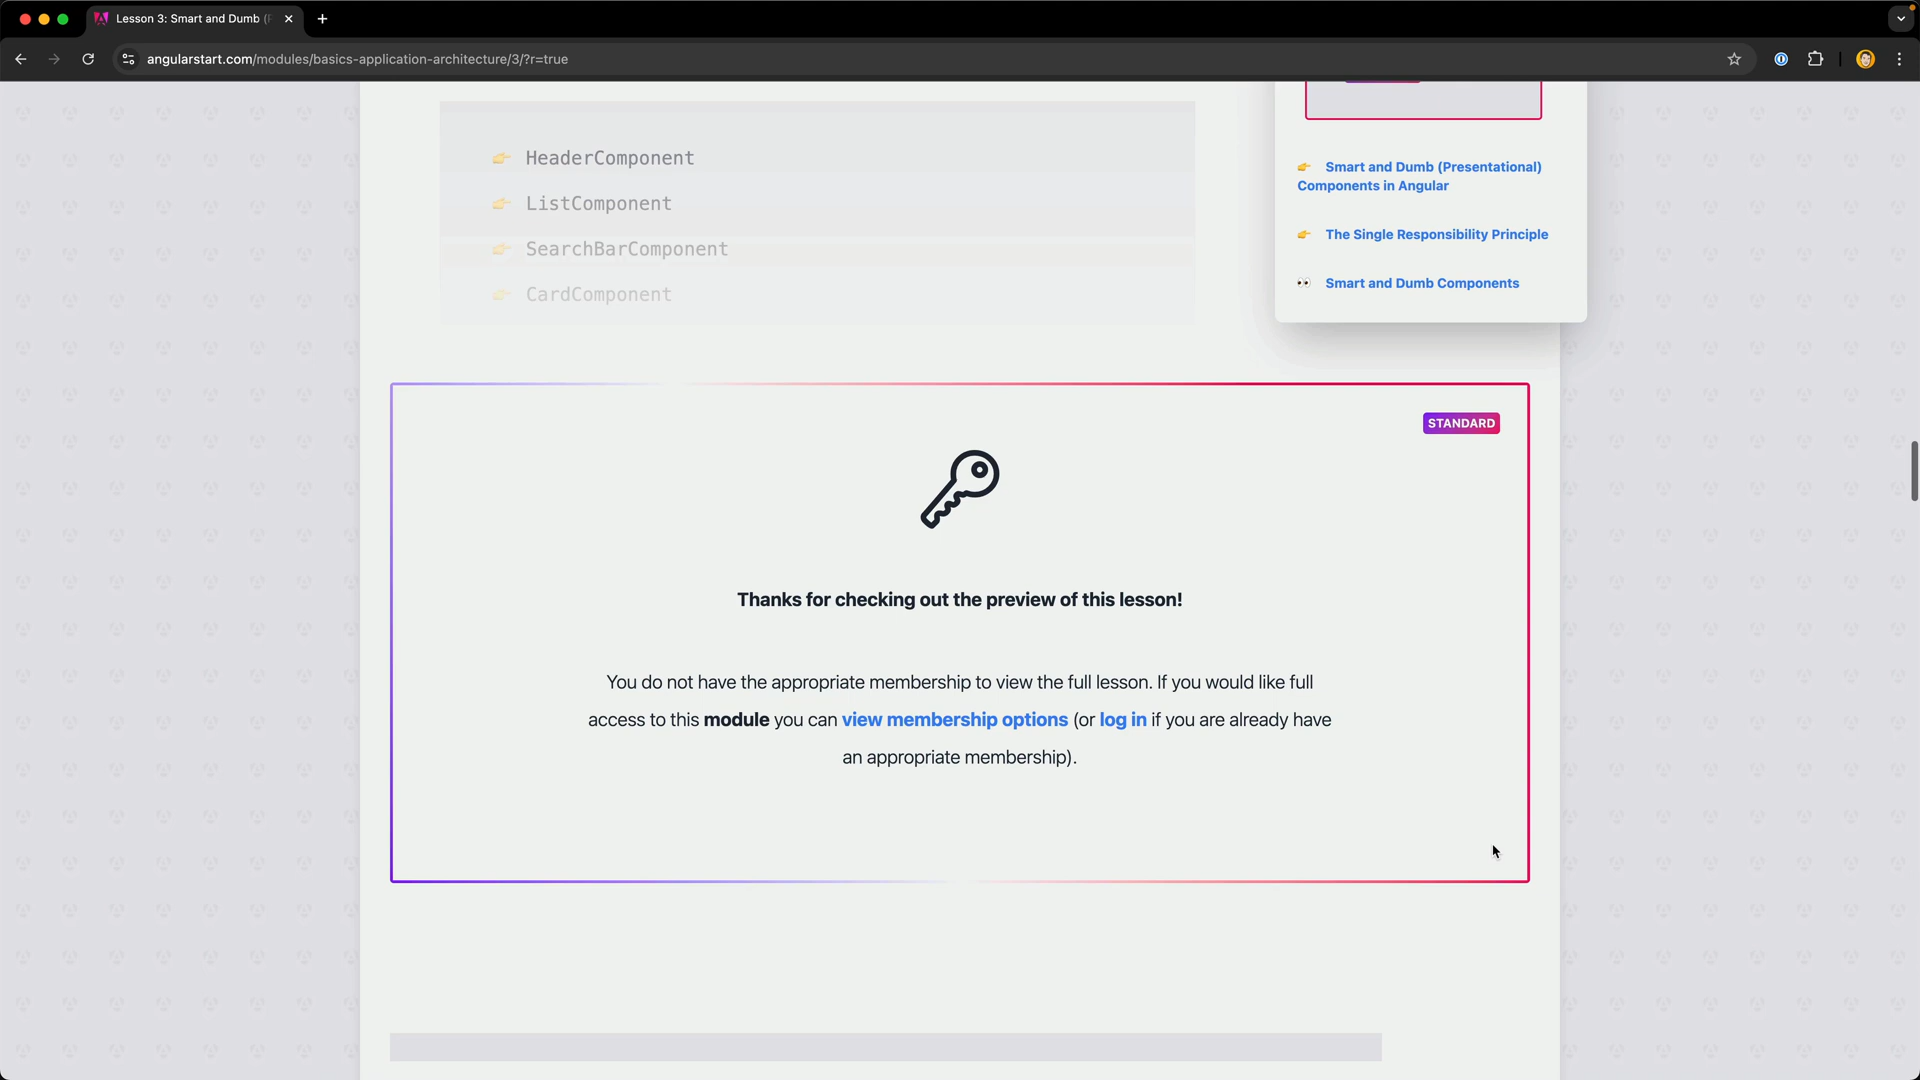 Lesson 3: Smart and Dumb (
angularstart.com/modules/basics-application-architecture/3/?r=true
HeaderComponent
ListComponent
SearchBarComponent
CardComponent
Smart and Dumb (Presentational)
Components in Angular
The Single Responsibility Principle
Smart and Dumb Components
STANDARD
Thanks for checking out the preview of this lesson!
You do not have the appropriate membership to view the full lesson. If you would like full
access to this module you can view membership options (or log in if you are already have
an appropriate membership).